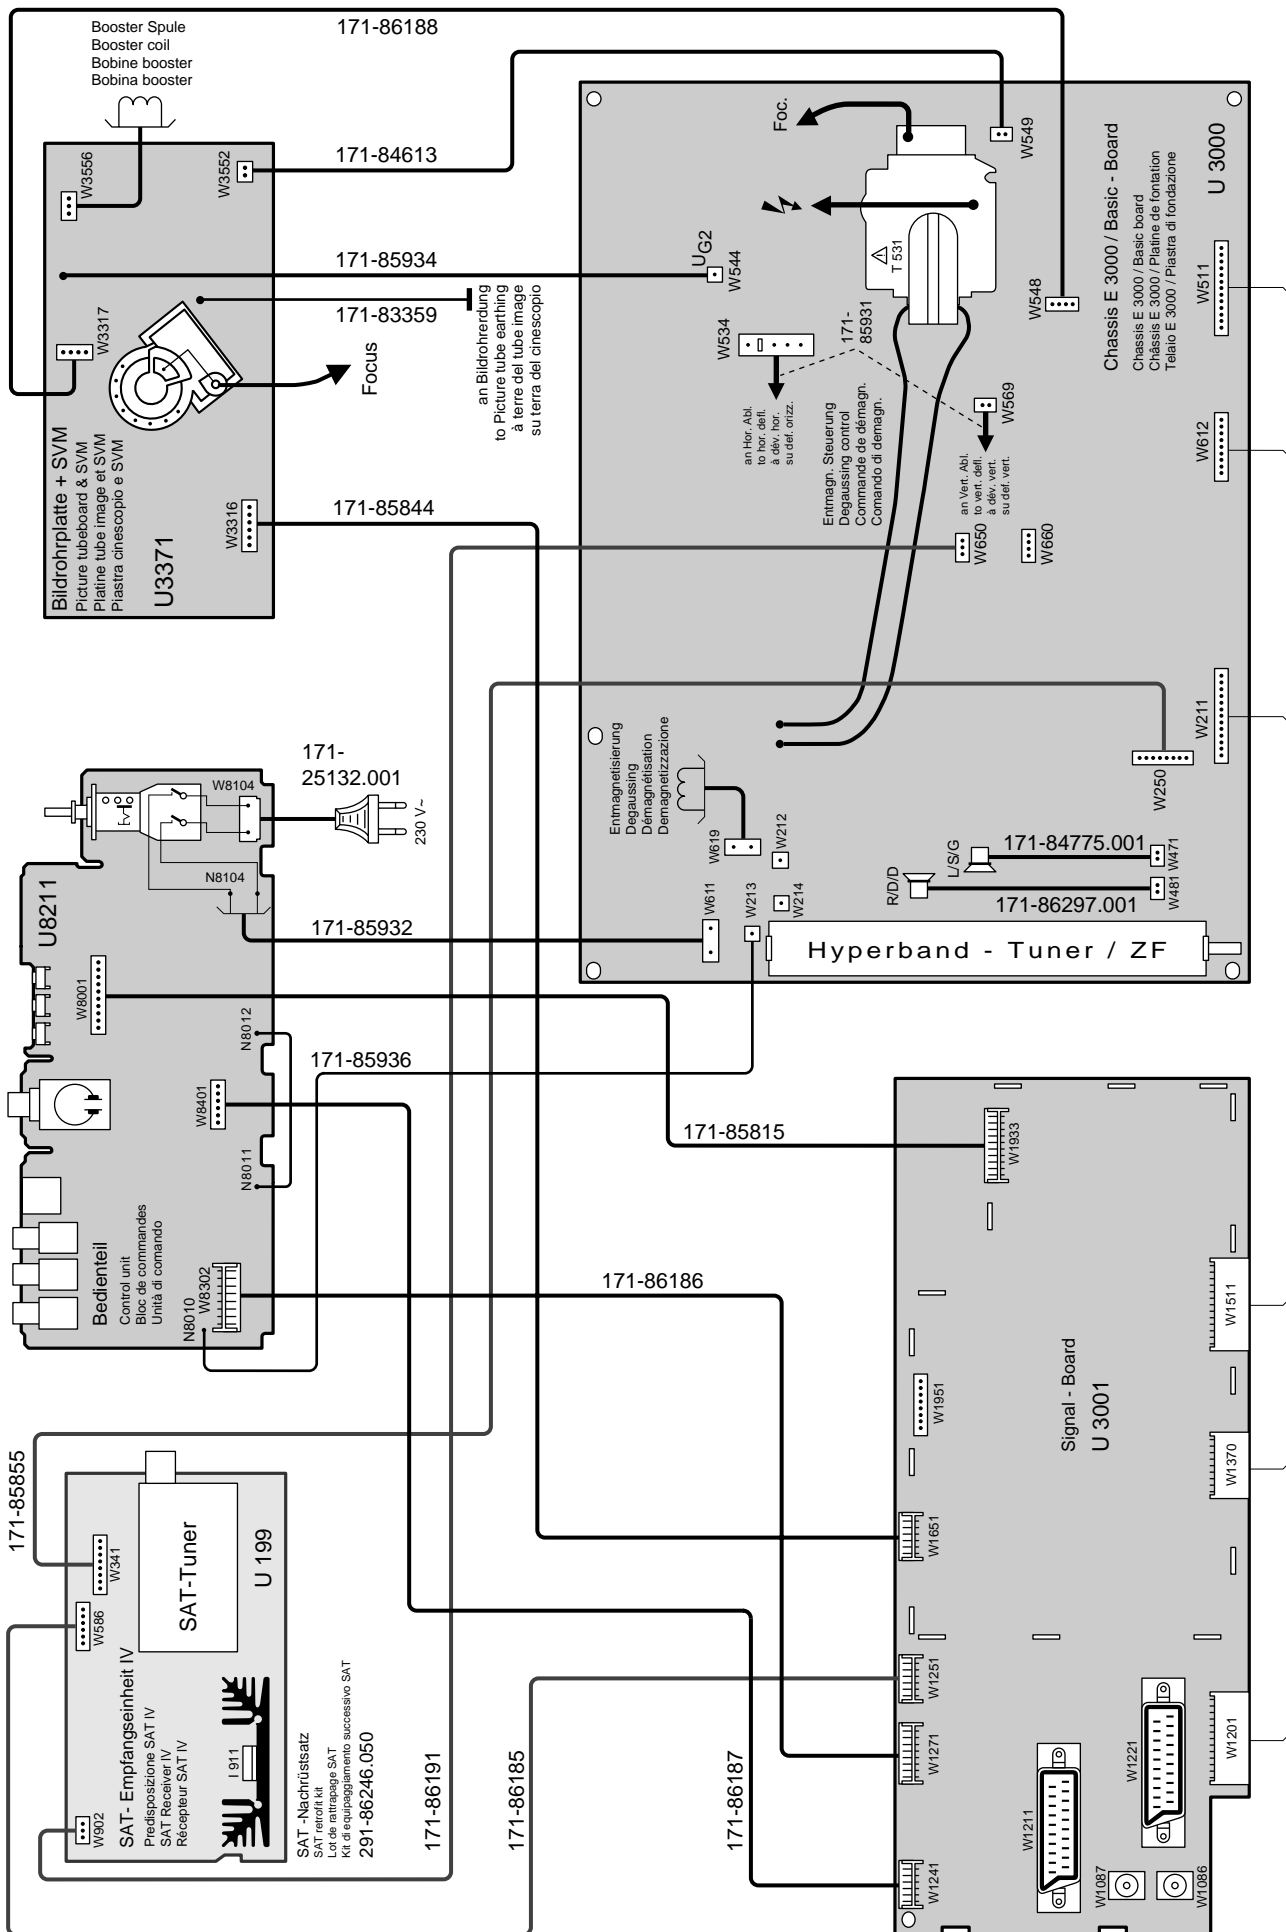 Booster Spule
Booster coil
Bobine booster
Bobina booster
171-86188
W3556
W3552
171-84613
171-85934
171-83359
W3317
Focus
an Bildrohrerdung
to Picture tube earthing
à terre del tube image
su terra del cinescopio
Bildrohrplatte + SVM
Picture tubeboard & SVM
Platine tube image et SVM
Piastra cinescopio e SVM
U3371
W3316
171-85844
Foc.
W549
T 531
UG2
W544
W534
171-
85931
W548
an Hor. Abl.
to hor. defl.
à dév. hor.
su def. orizz.
Entmagn. Steuerung
Degaussing control
Commande de démagn.
Comando di demagn.
W569
an Vert. Abl.
to vert. defl.
à dév. vert.
su def. vert.
W650
W660
Chassis E 3000 / Basic - Board
Chassis E 3000 / Basic board
Châssis E 3000 / Platine de fontation
Telaio E 3000 / Piastra di fondazione
U 3000
W511
W612
W211
W250
Entmagnetisierung
Degaussing
Démagnétisation
Demagnetizzazione
W619
W212
W611
W213
W214
L/S/G
R/D/D
171-84775.001
W471
171-86297.001
W481
Hyperband - Tuner / ZF
171-
25132.001
W8104
230 V~
N8104
U8211
171-85932
W8001
N8012
171-85936
W8401
N8011
171-85815
Bedienteil
Control unit
Bloc de commandes
Unità di comando
N8010
W8302
171-86186
W1933
W1511
W1951
Signal - Board
U 3001
W1370
W1651
171-85855
W341
SAT-Tuner
U 199
W586
SAT- Empfangseinheit IV
Predisposizione SAT IV
SAT Receiver IV
Récepteur SAT IV
I 911
W902
SAT -Nachrüstsatz
SAT retrofit kit
Lot de rattrapage SAT
Kit di equipaggiamento successivo SAT
291-86246.050
171-86191
171-86185
171-86187
W1251
W1271
W1241
W1211
W1221
W1201
W1087
W1086